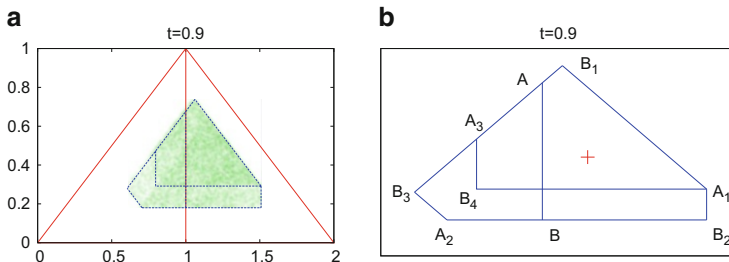 a
t=0.9
1
0.8
0.6
0.4
0.2
0
0 0.5 1 1.5 2
b
t=0.9
A B₁
A₃
B₃ B₄ A₁
A₂ B B₂